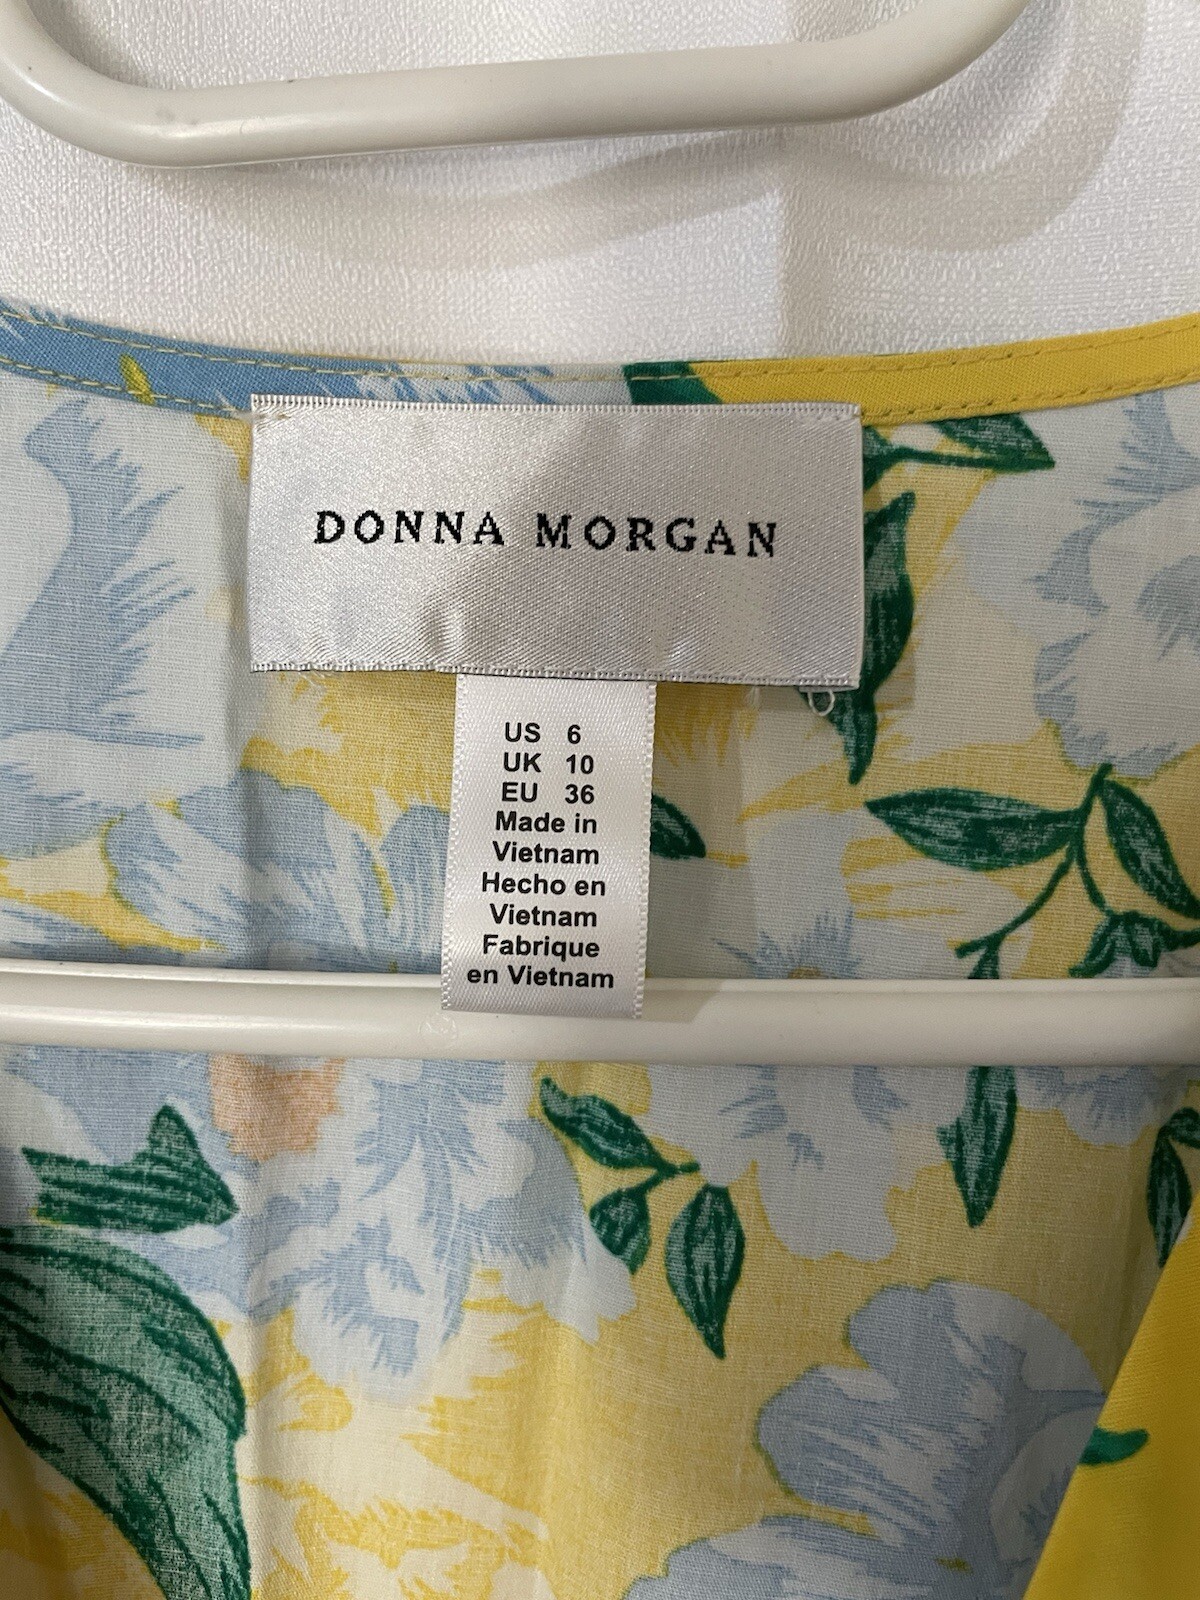 DONNA MORGAN
US 6
UK 10
EU 36
Made in
Vietnam
Hecho en
Vietnam
Fabrique
en Vietnam